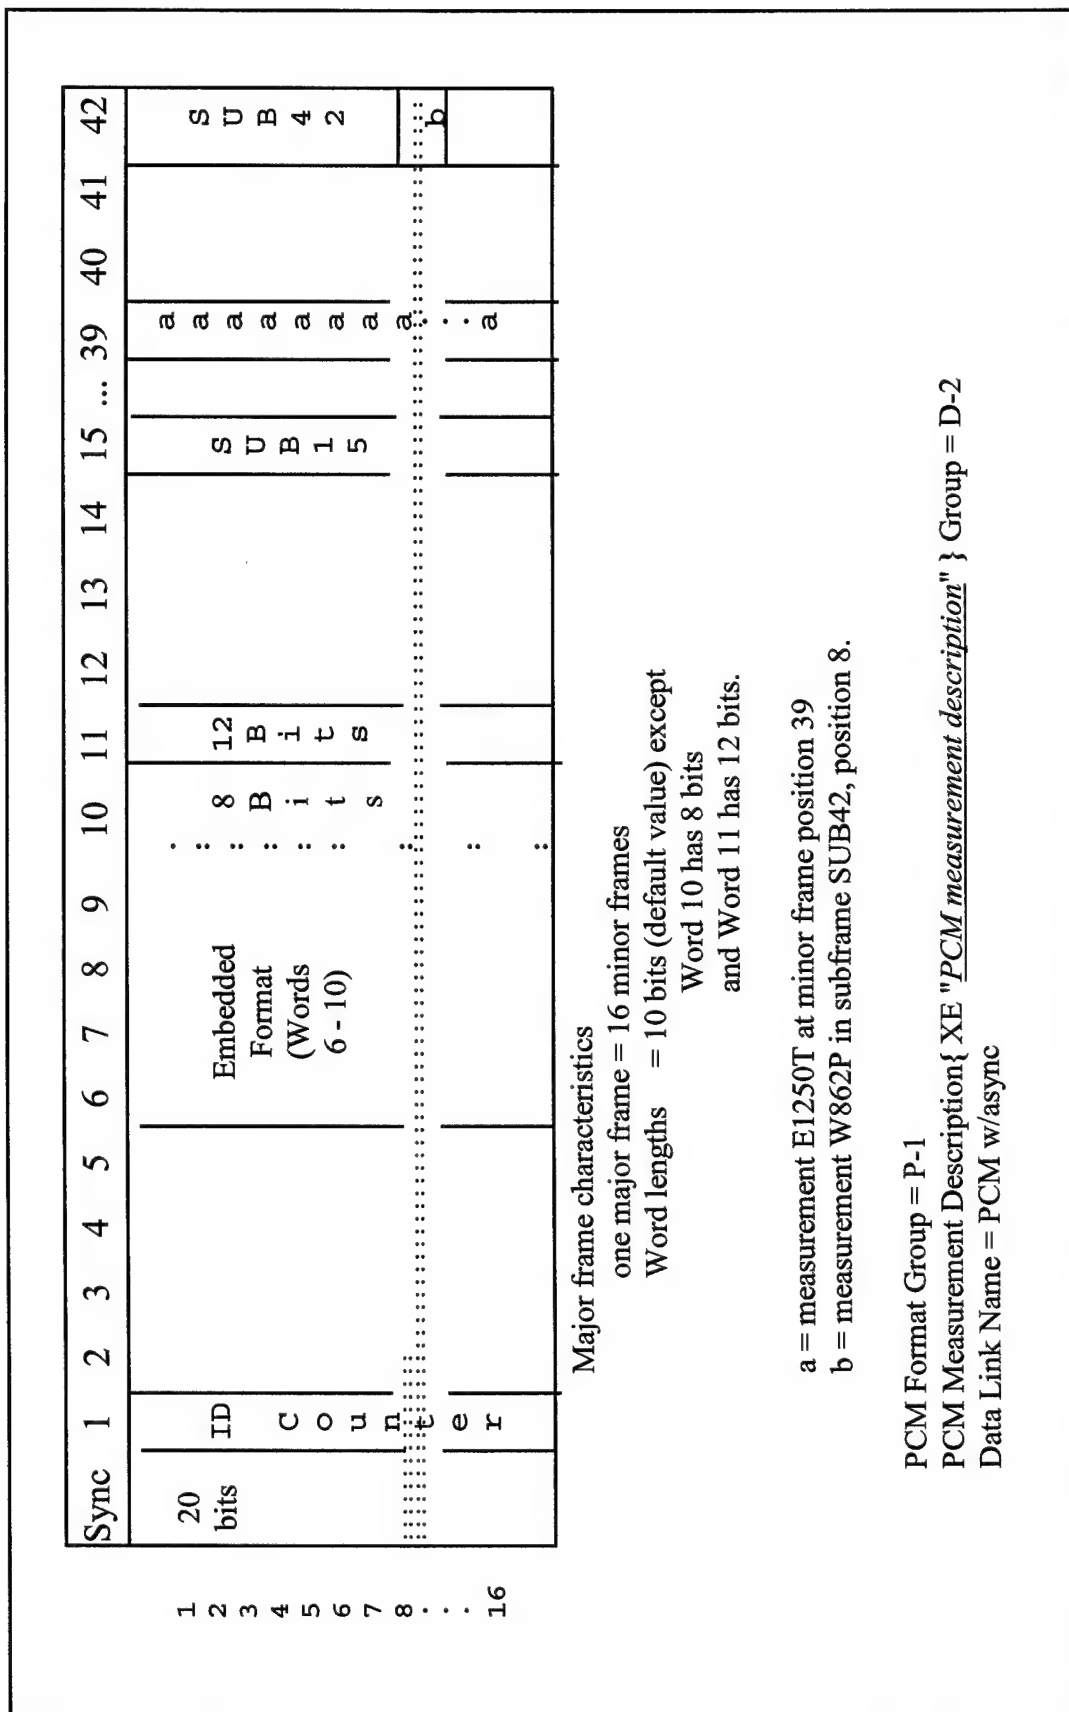 Sync 1 2 3 4 5 6 7 8 9 10 11 12 13 14 15 ... 39 40 41 42
1
2
3
4
5
6
7
8
.
.
.
16
20
bits
ID
Counter
Embedded
Format
(Words
6 - 10)
8
Bits
12
Bits
SUB15
a
a
a
a
a
a
a
a
.
.
a
SUB42
b
Major frame characteristics
one major frame = 16 minor frames
Word lengths = 10 bits (default value) except
Word 10 has 8 bits
and Word 11 has 12 bits.
a = measurement E1250T at minor frame position 39
b = measurement W862P in subframe SUB42, position 8.
PCM Format Group = P-1
PCM Measurement Description{ XE "PCM measurement description" } Group = D-2
Data Link Name = PCM w/async